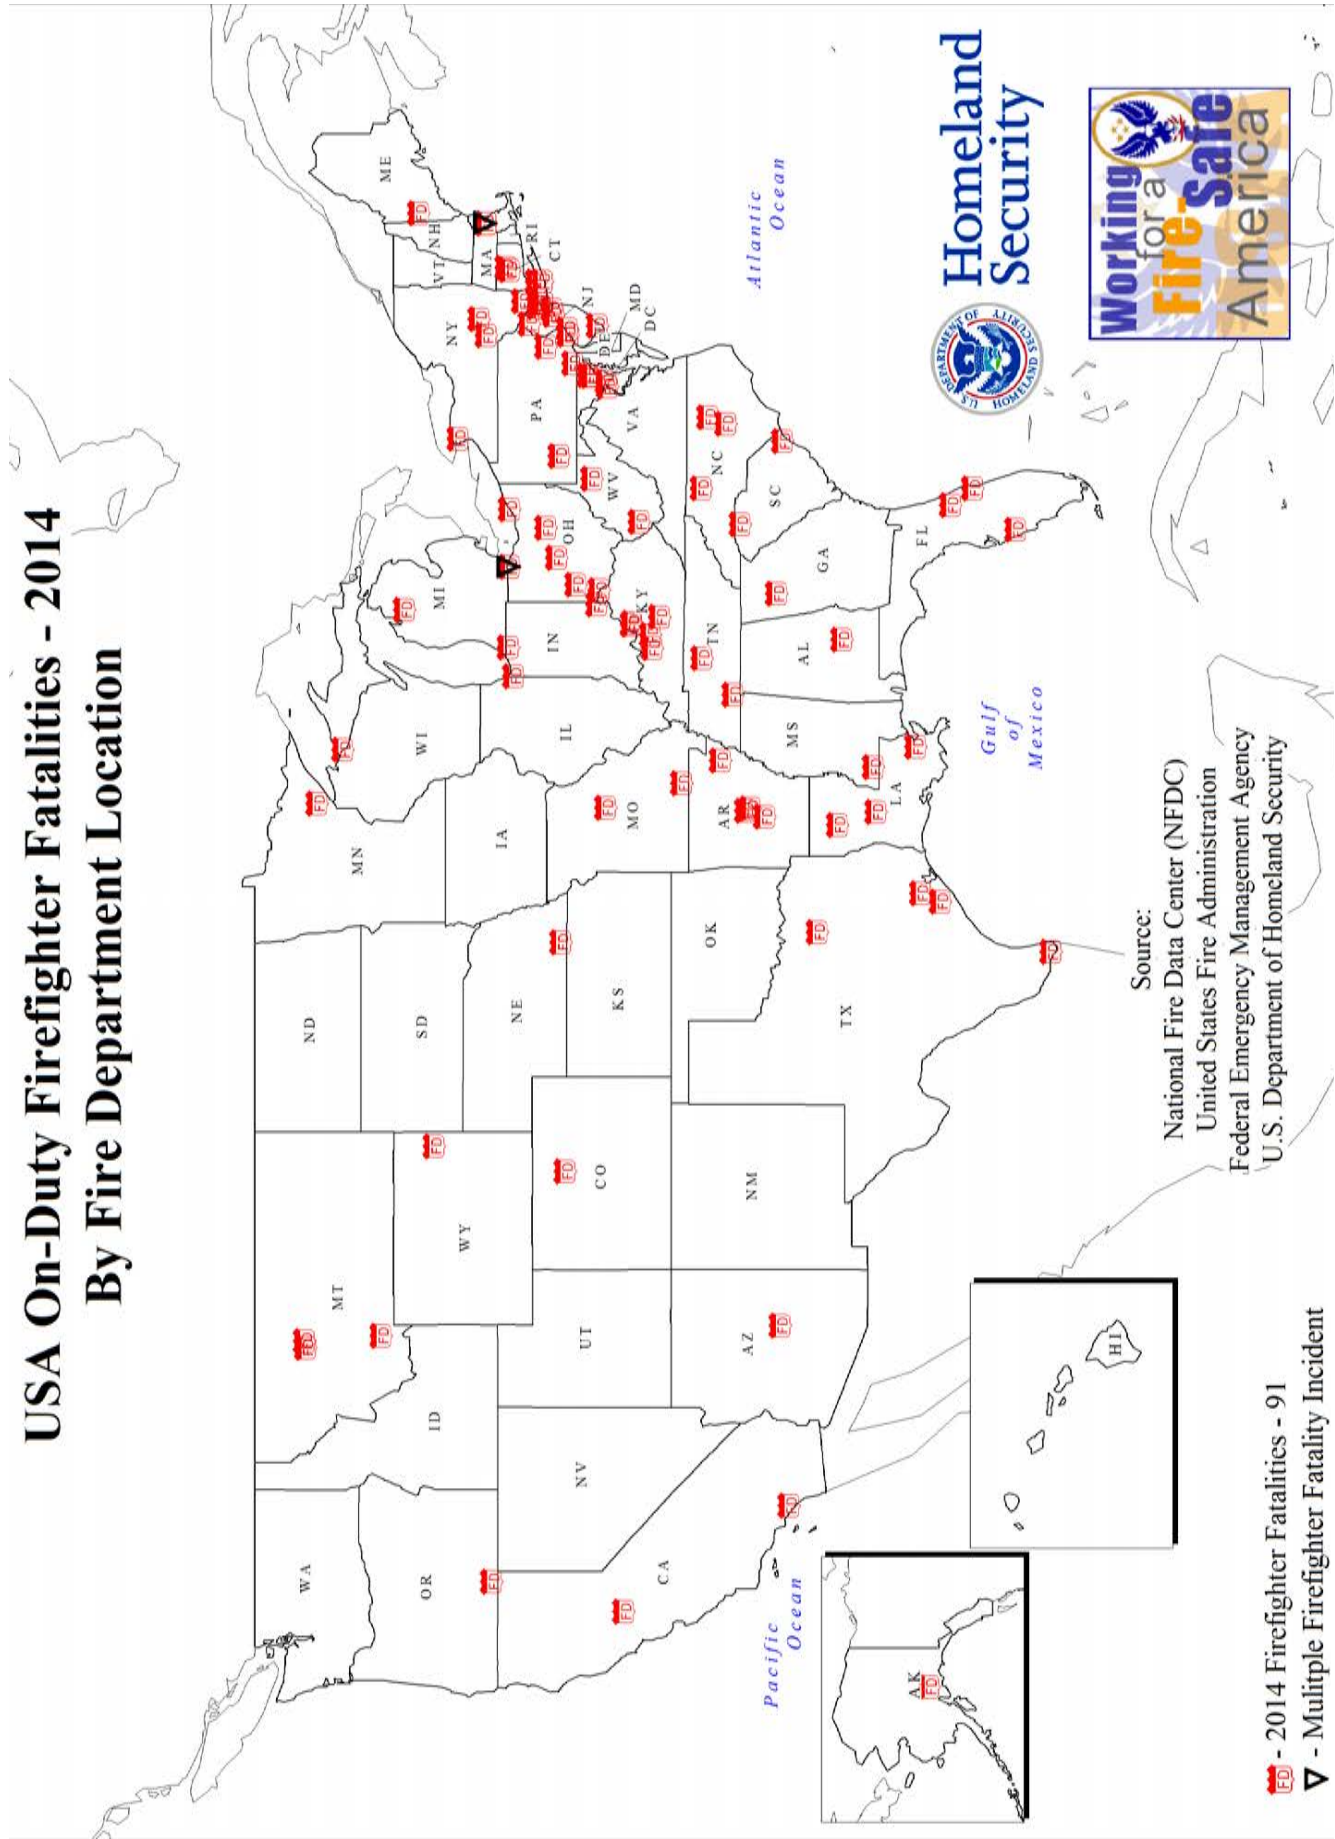 USA On-Duty Firefighter Fatalities - 2014
By Fire Department Location
WA
OR
CA
NV
ID
MT
WY
UT
AZ
CO
NM
ND
SD
NE
KS
OK
TX
MN
IA
MO
AR
LA
WI
IL
MS
MI
IN
KY
TN
AL
OH
WV
GA
FL
SC
NC
VA
PA
NY
VT
NH
ME
MA
RI
CT
NJ
DE
MD
DC
AK
HI
Pacific
Ocean
Gulf
of
Mexico
Atlantic
Ocean
FD - 2014 Firefighter Fatalities - 91
- Mulitple Firefighter Fatality Incident
Source:
National Fire Data Center (NFDC)
United States Fire Administration
Federal Emergency Management Agency
U.S. Department of Homeland Security
U.S. DEPARTMENT OF HOMELAND SECURITY
Homeland
Security
Working
for a
Fire-Safe
America